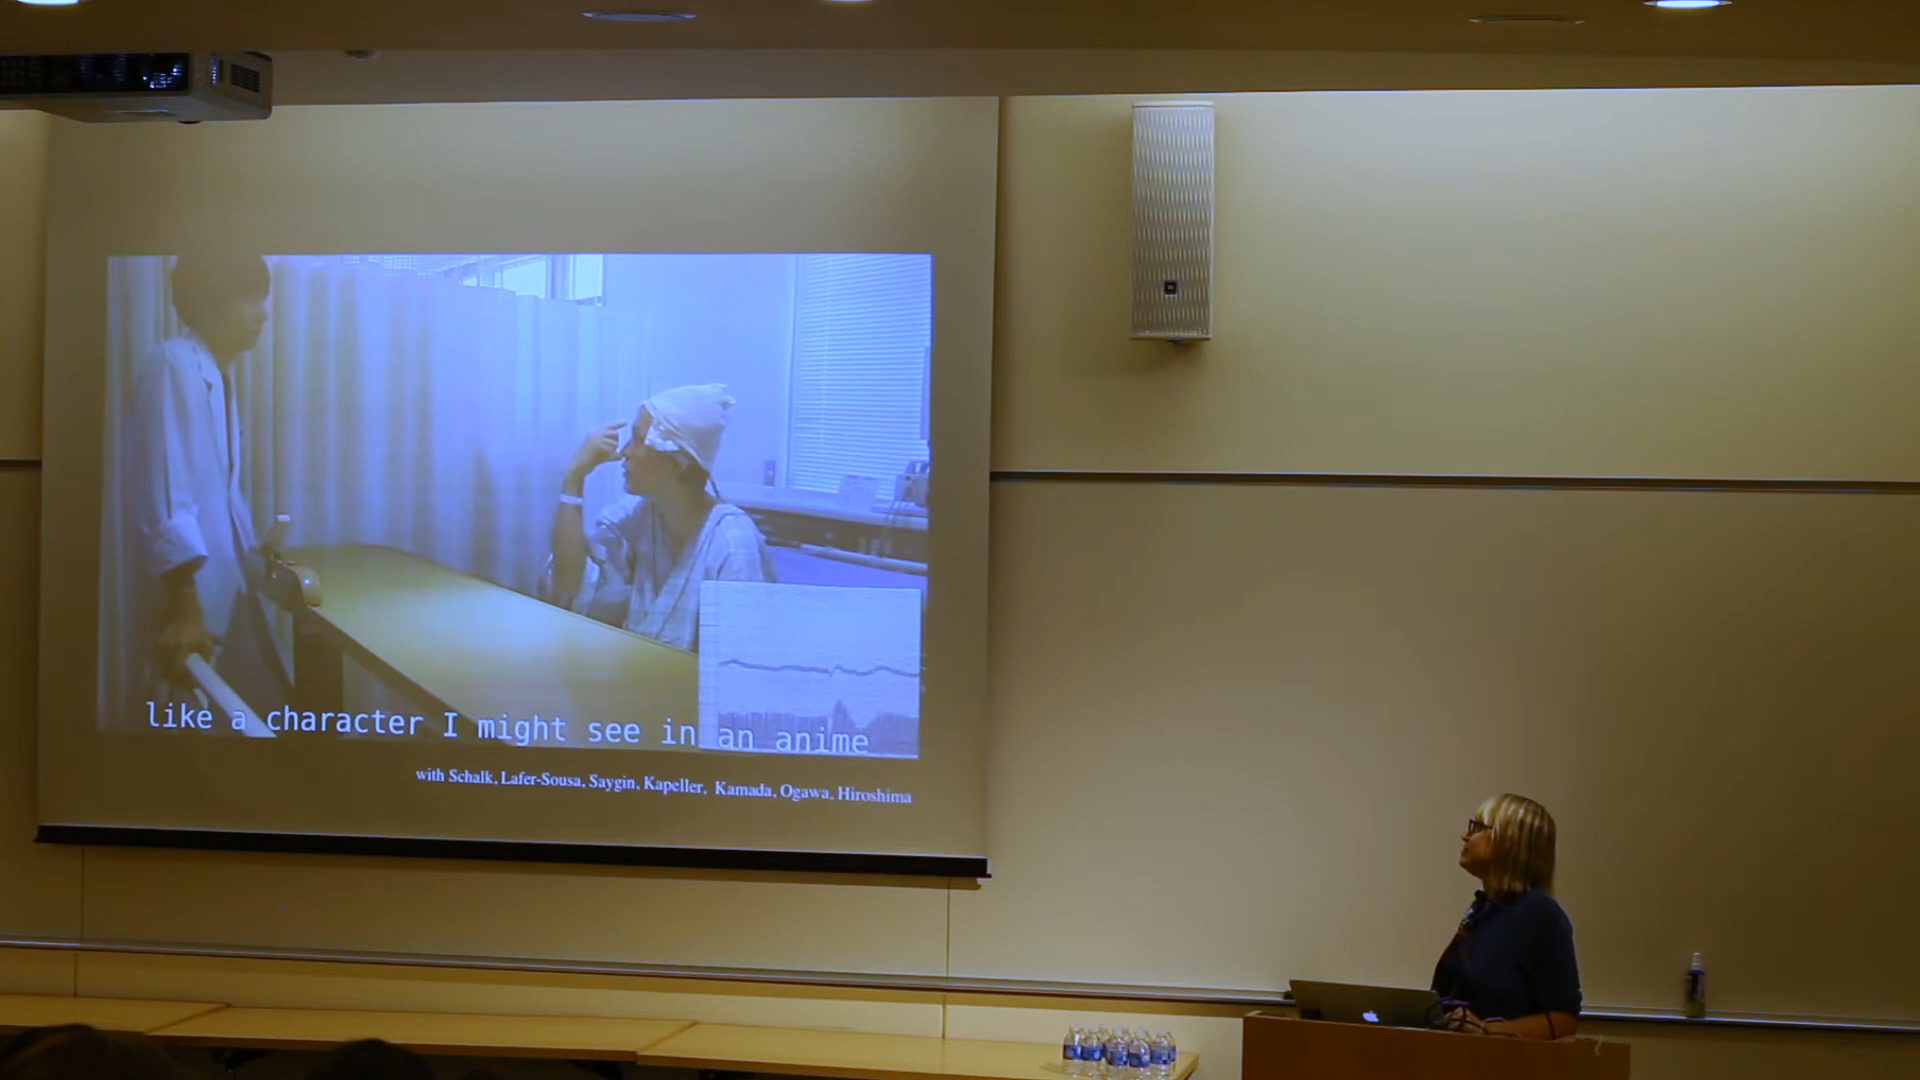 like a character I might see in an anime
with Schalk, Lafer-Sousa, Saygin, Kapeller, Kamada, Ogawa, Hiroshima